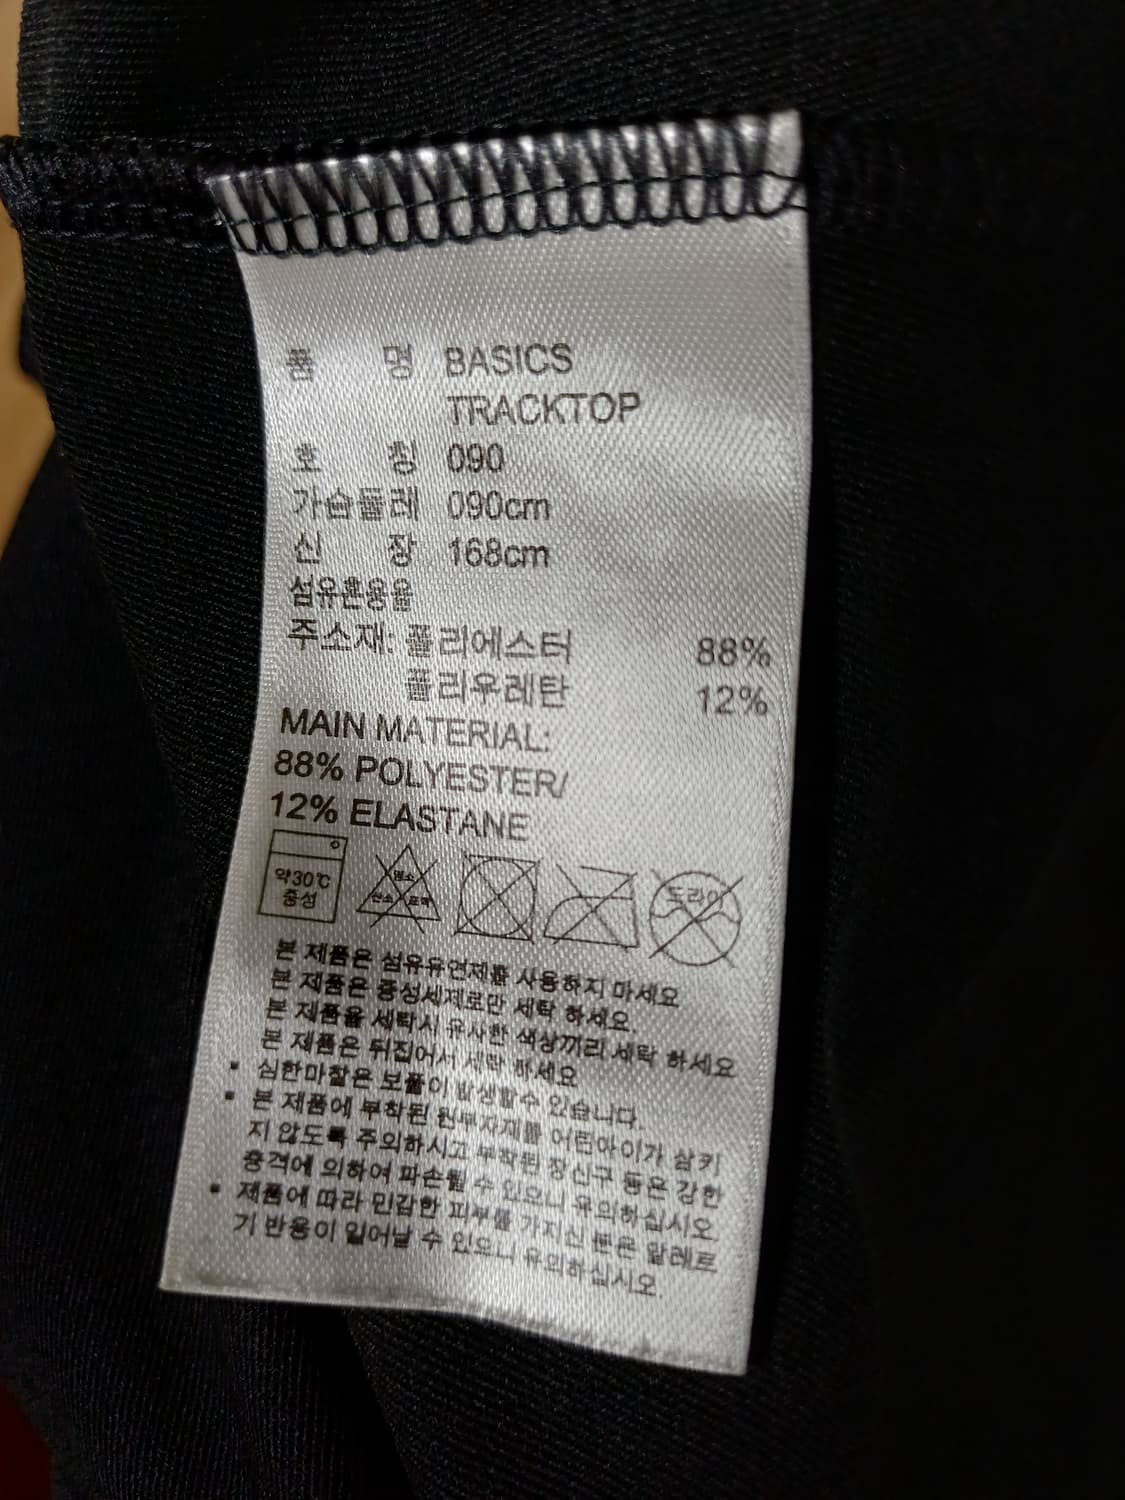 품 명 BASICS
TRACKTOP
호 칭 090
가슴둘레 090cm
신 장 168cm
섬유혼용율
주소재: 폴리에스터 88%
폴리우레탄 12%
MAIN MATERIAL:
88% POLYESTER/
12% ELASTANE
약30℃
중성
염소
산소 표백
드라이
본 제품은 섬유유연제를 사용하지 마세요
본 제품은 중성세제로만 세탁 하세요.
본 제품을 세탁시 유사한 색상끼리 세탁 하세요
본 제품은 뒤집어서 세탁 하세요
• 심한마찰은 보풀이 발생할수 있습니다.
• 본 제품에 부착된 원부자재를 어린아이가 삼키
지 않도록 주의하시고 부착된 장신구 등은 강한
충격에 의하여 파손될 수 있으니 유의하십시오.
• 제품에 따라 민감한 피부를 가지신 분은 알레르
기 반응이 일어날 수 있으니 유의하십시오.